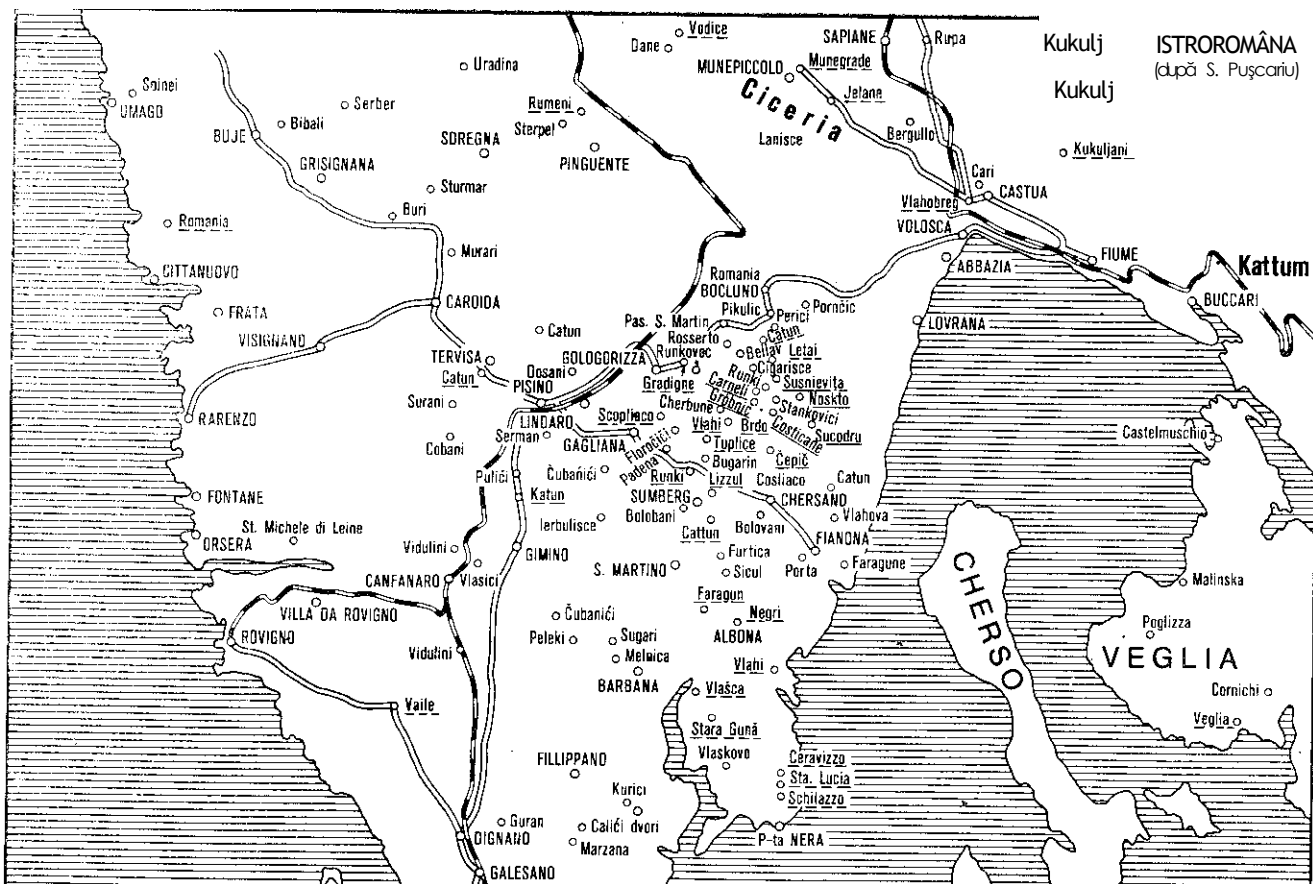 Kukulj
ISTROROMÂNA
(după S. Puşcariu)
Kukulj
Vodice
Dane
SAPIANE
Rupa
MUNEPICCOLO
Munegrade
Uradina
Soinei
UMAGO
Serber
Rumeni
Jelane
Ciceria
Bibali
Sterpel
BUJE
SDREGNA
PINGUENTE
Lanisce
Bergullo
Kukuljani
GRISIGNANA
Sturmar
Cari
CASTUA
Buri
Vlahobreg
Romania
VOLOSCA
Murari
ABBAZIA
FIUME
Kattum
CITTANUOVO
Romania
BOCLUNO
BUCCARI
CAROIDA
FRATA
Pornčič
Pikulic
Perici
LOVRANA
Catun
Pas. S. Martin
Catun
VISIGNANO
Rosserto
Bellav
Letai
TERVISA
GOLOGORIZZA
Runkovec
Cigarisce
Catun
Dosani
Gradigne
Runki
Susnievita
PISINO
Carneli
Noskto
RARENZO
Surani
Scopliaco
Cherbune
Grobnic
Stankovici
LINDARO
Vlahi
Brdo
Costicane
Sucodru
Serman
GAGLIANA
Floročići
Cobani
Tuplice
Castelmuschio
Padena
Bugarin
Čepič
Čubanići
Pulići
Runki
Lizzul
Costiaco
Catun
FONTANE
Katun
SUMBERG
CHERSANO
Bolobani
Ierbulisce
Cattun
Bolovani
Vlahova
St. Michele di Leine
ORSERA
Vidulini
GIMINO
Furtica
FIANONA
Sicul
Porta
Faragune
CANFANARO
Vlasici
S. MARTINO
Malinska
CHERSO
VILLA DA ROVIGNO
Faragun
Čubanići
Negri
Poglizza
ROVIGNO
Peleki
Sugari
ALBONA
Vidulini
Melnica
VEGLIA
BARBANA
Vlahi
Vlašca
Cornichi
Vaile
Stara Gună
Veglia
Vlaskovo
Ceravizzo
FILLIPPANO
Sta. Lucia
Kurici
Schilazzo
Guran
DIGNANO
Calići dvori
Marzana
P-ta NERA
GALESANO